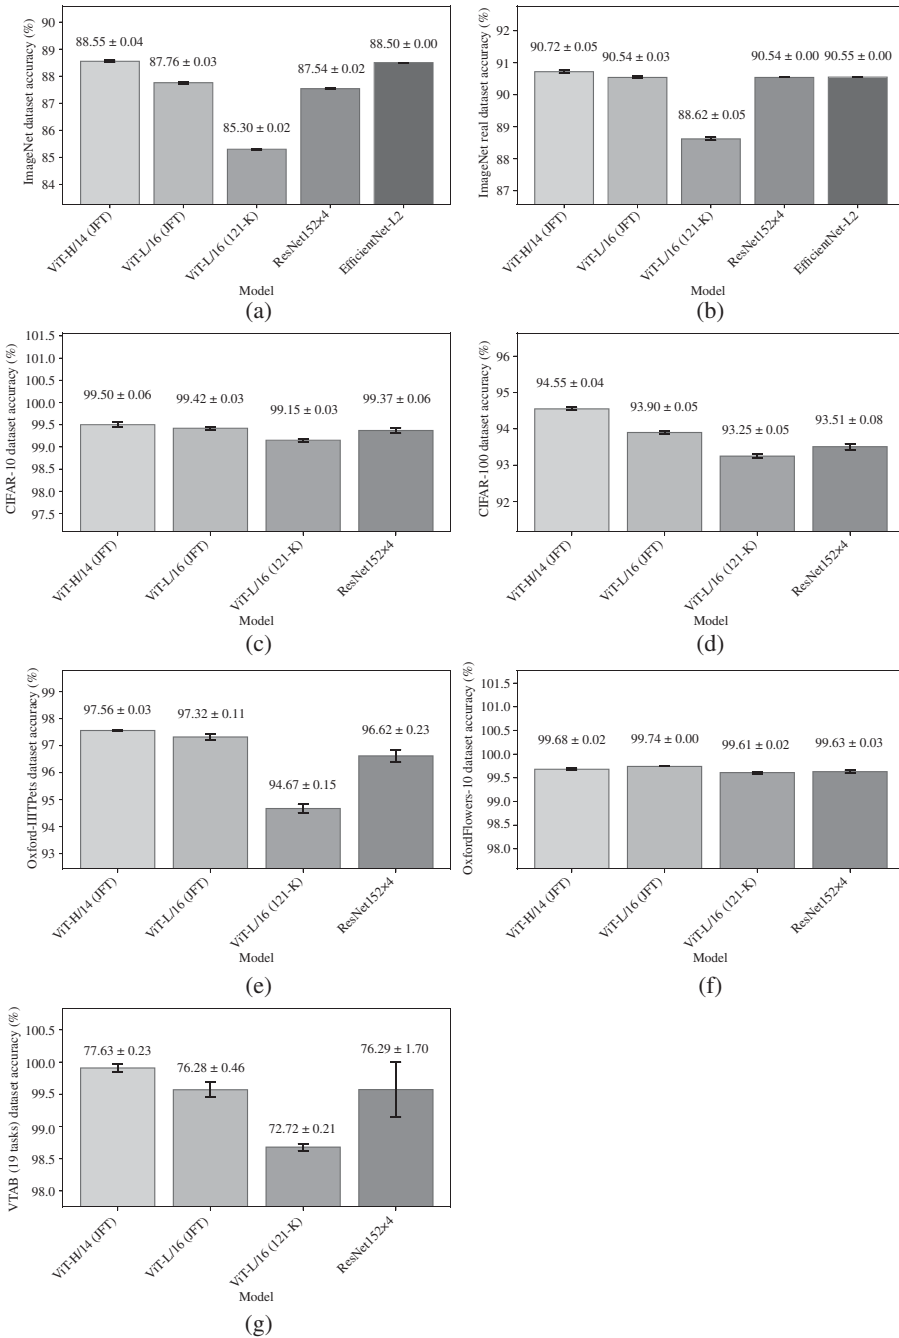 ImageNet dataset accuracy (%)
90
89
88
87
86
85
84
88.55 ± 0.04
87.76 ± 0.03
85.30 ± 0.02
87.54 ± 0.02
88.50 ± 0.00
ViT-H/14 (JFT)
ViT-L/16 (JFT)
ViT-L/16 (121-K)
ResNet152×4
EfficientNet-L2
Model
(a)
ImageNet real dataset accuracy (%)
92
91
90
89
88
87
90.72 ± 0.05
90.54 ± 0.03
88.62 ± 0.05
90.54 ± 0.00
90.55 ± 0.00
ViT-H/14 (JFT)
ViT-L/16 (JFT)
ViT-L/16 (121-K)
ResNet152×4
EfficientNet-L2
Model
(b)
CIFAR-10 dataset accuracy (%)
101.5
101.0
100.5
100.0
99.5
99.0
98.5
98.0
97.5
99.50 ± 0.06
99.42 ± 0.03
99.15 ± 0.03
99.37 ± 0.06
ViT-H/14 (JFT)
ViT-L/16 (JFT)
ViT-L/16 (121-K)
ResNet152×4
Model
(c)
CIFAR-100 dataset accuracy (%)
96
95
94
93
92
94.55 ± 0.04
93.90 ± 0.05
93.25 ± 0.05
93.51 ± 0.08
ViT-H/14 (JFT)
ViT-L/16 (JFT)
ViT-L/16 (121-K)
ResNet152×4
Model
(d)
Oxford-IIITPets dataset accuracy (%)
99
98
97
96
95
94
93
97.56 ± 0.03
97.32 ± 0.11
94.67 ± 0.15
96.62 ± 0.23
ViT-H/14 (JFT)
ViT-L/16 (JFT)
ViT-L/16 (121-K)
ResNet152×4
Model
(e)
OxfordFlowers-10 dataset accuracy (%)
101.5
101.0
100.5
100.0
99.5
99.0
98.5
98.0
99.68 ± 0.02
99.74 ± 0.00
99.61 ± 0.02
99.63 ± 0.03
ViT-H/14 (JFT)
ViT-L/16 (JFT)
ViT-L/16 (121-K)
ResNet152×4
Model
(f)
VTAB (19 tasks) dataset accuracy (%)
100.5
100.0
99.5
99.0
98.5
98.0
77.63 ± 0.23
76.28 ± 0.46
72.72 ± 0.21
76.29 ± 1.70
ViT-H/14 (JFT)
ViT-L/16 (JFT)
ViT-L/16 (121-K)
ResNet152×4
Model
(g)